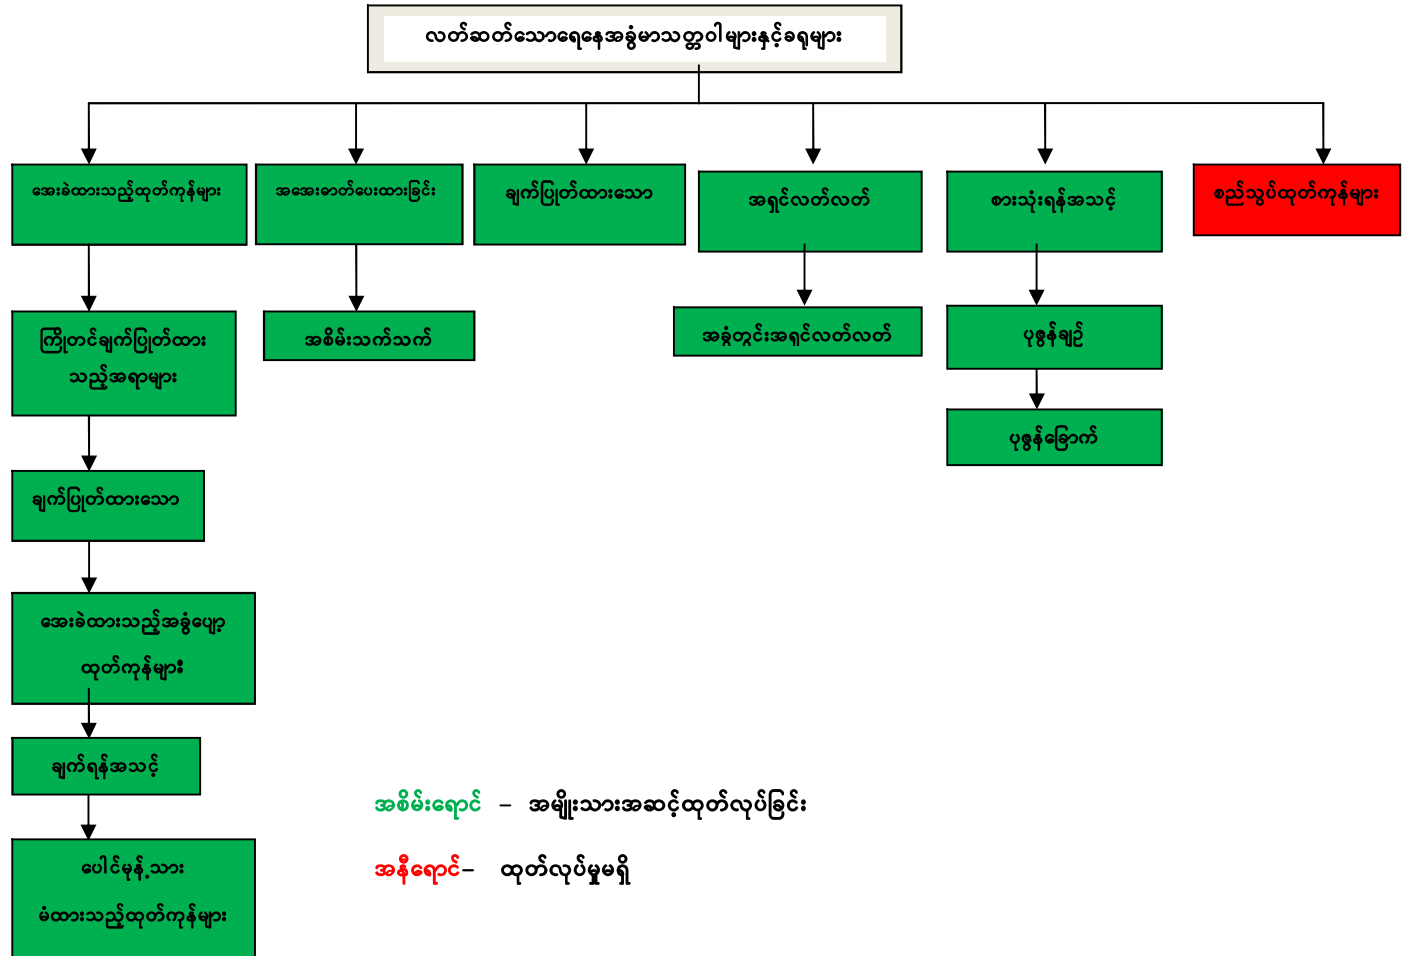 လတ်ဆတ်သောရေနေအခွံမာသတ္တဝါများနှင့်ခရုများ
အေးခဲထားသည့်ထုတ်ကုန်များ
အအေးဓာတ်ပေးထားခြင်း
ချက်ပြုတ်ထားသော
အရှင်လတ်လတ်
စားသုံးရန်အသင့်
စည်သွပ်ထုတ်ကုန်များ
ကြိုတင်ချက်ပြုတ်ထား
သည့်အရာများ
အစိမ်းသက်သက်
အခွံတွင်းအရှင်လတ်လတ်
ပုဇွန်ချဉ်
ပုဇွန်ခြောက်
ချက်ပြုတ်ထားသော
အေးခဲထားသည့်အခွံပျော့
ထုတ်ကုန်များ
ချက်ရန်အသင့်
ပေါင်မုန့်သား
မံထားသည့်ထုတ်ကုန်များ
အစိမ်းရောင် – အမျိုးသားအဆင့်ထုတ်လုပ်ခြင်း
အနီရောင်– ထုတ်လုပ်မှုမရှိ